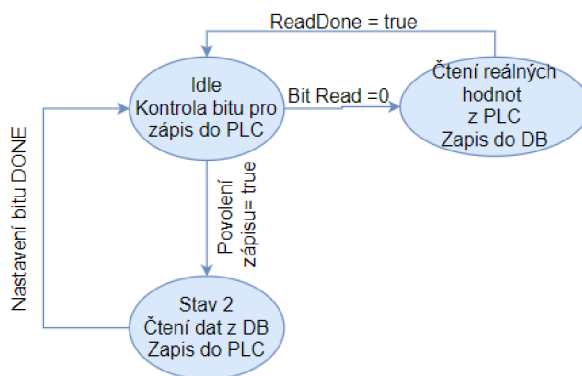 ReadDone = true
Idle
Kontrola bitu pro
zápis do PLC
Bit Read =0
Čtení reálných
hodnot
z PLC
Zapis do DB
Nastavení bitu DONE
Povolení
zápisu= true
Stav 2
Čtení dat z DB
Zapis do PLC